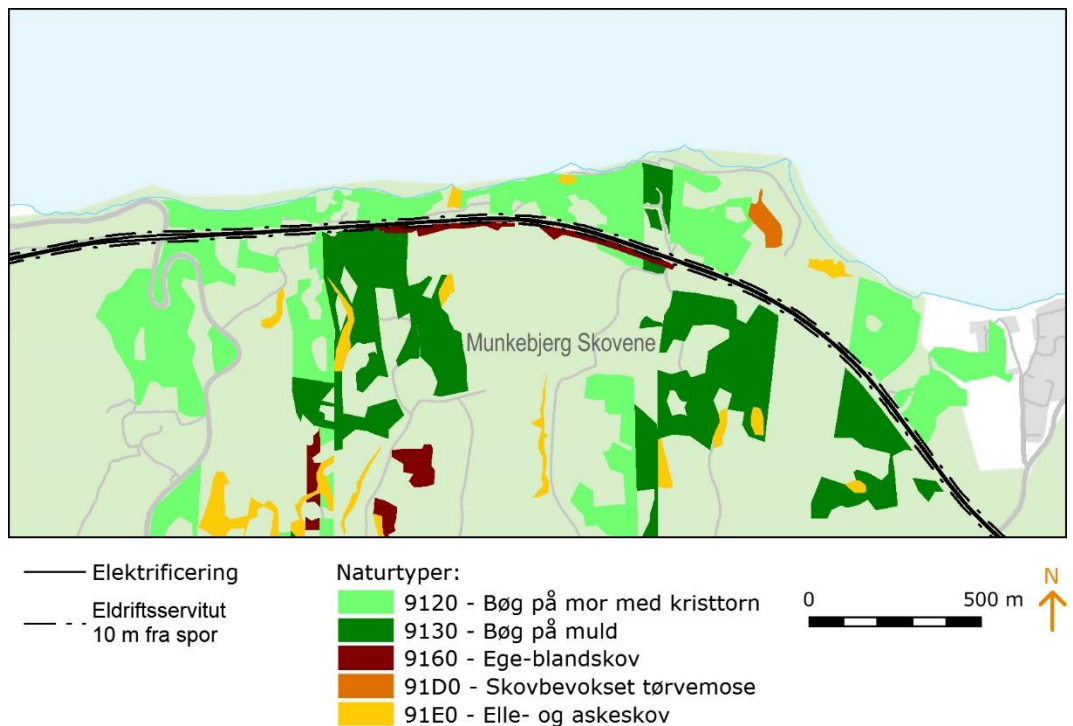 Munkebjerg Skovene
Elektrificering
Eldriftsservitut
10 m fra spor
Naturtyper:
9120 - Bøg på mor med kristtorn
9130 - Bøg på muld
9160 - Ege-blandskov
91D0 - Skovbevokset tørvemose
91E0 - Elle- og askeskov
0 500 m
N